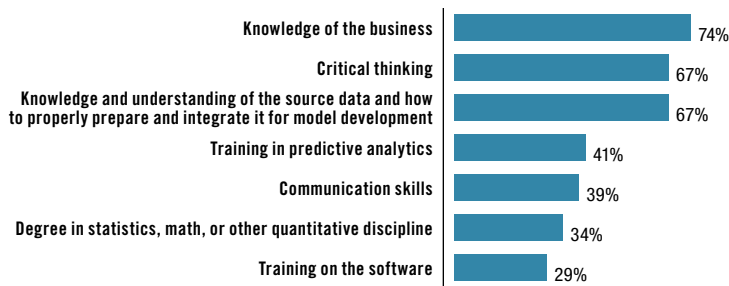 Knowledge of the business
74%
Critical thinking
67%
Knowledge and understanding of the source data and how
to properly prepare and integrate it for model development
67%
Training in predictive analytics
41%
Communication skills
39%
Degree in statistics, math, or other quantitative discipline
34%
Training on the software
29%